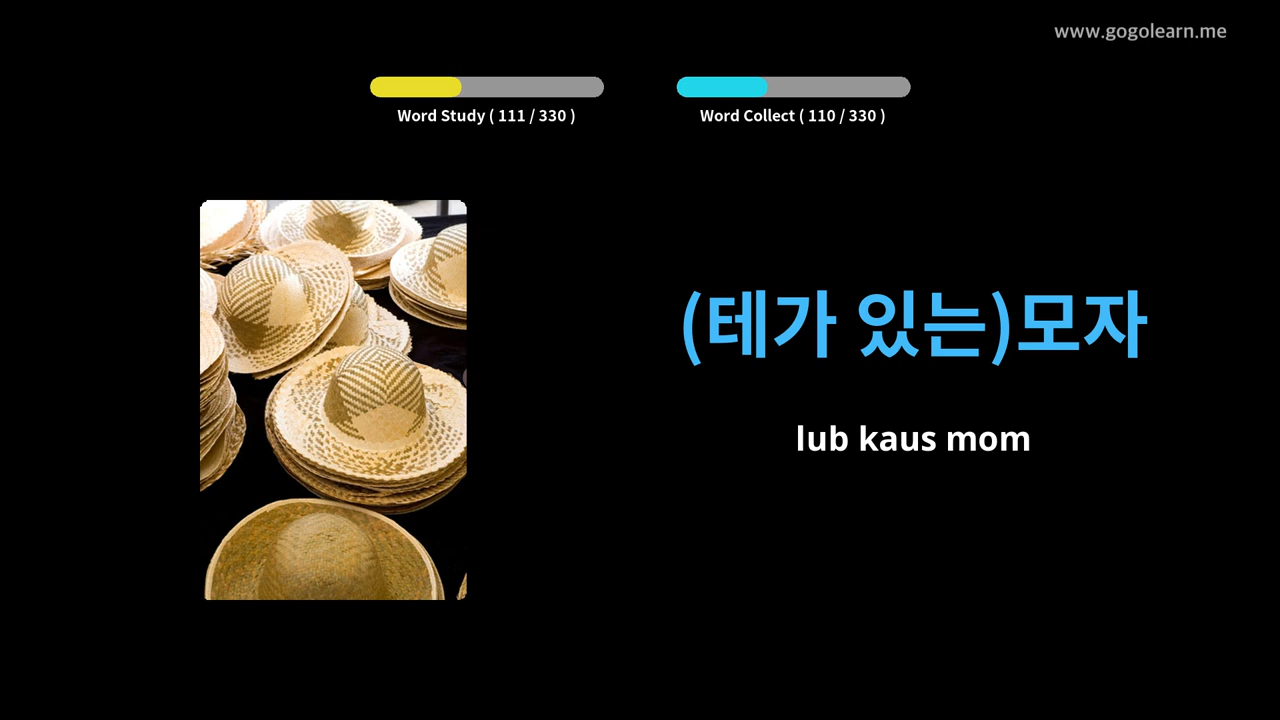 www.gogolearn.me
Word Study ( 111 / 330 )
Word Collect ( 110 / 330 )
(테가 있는)모자
lub kaus mom